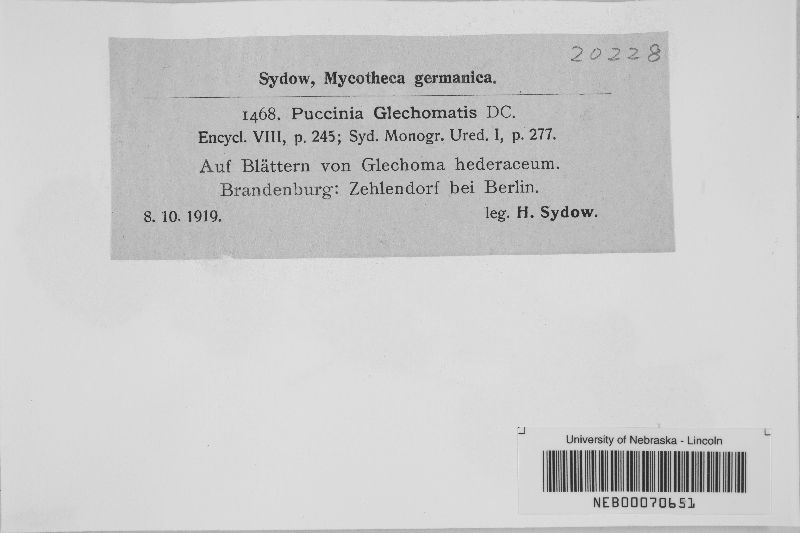 20228
Sydow, Mycotheca germanica.
1468. Puccinia Glechomatis DC.
Encycl. VIII, p. 245; Syd. Monogr. Ured. I, p. 277.
Auf Blättern von Glechoma hederaceum.
Brandenburg: Zehlendorf bei Berlin.
8. 10. 1919. leg. H. Sydow.
University of Nebraska - Lincoln
NEB00070651